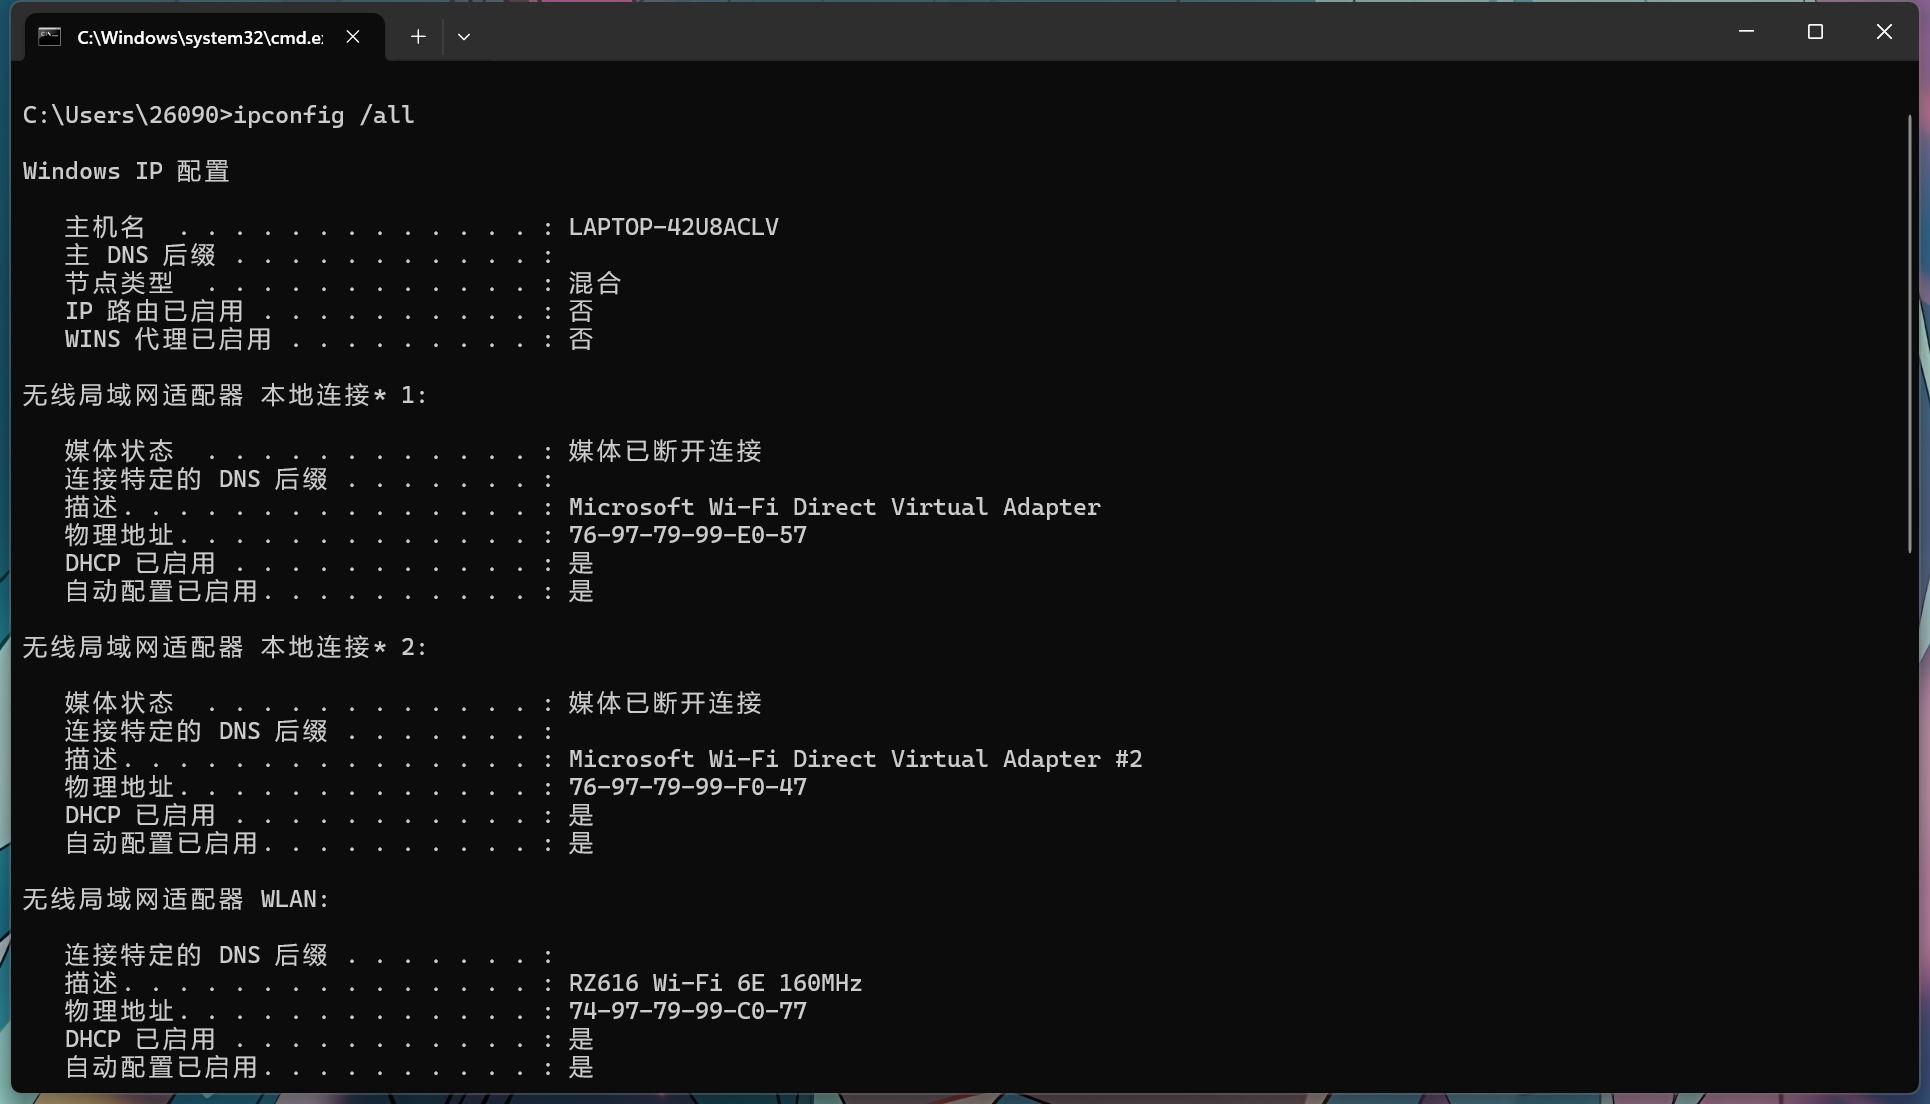 C:\Windows\system32\cmd.e
C:\Users\26090>ipconfig /all
Windows IP 配置
主机名  . . . . . . . . . . . . . : LAPTOP-42U8ACLV
主 DNS 后缀 . . . . . . . . . . . :
节点类型  . . . . . . . . . . . . : 混合
IP 路由已启用 . . . . . . . . . . : 否
WINS 代理已启用 . . . . . . . . . : 否
无线局域网适配器 本地连接* 1:
媒体状态  . . . . . . . . . . . . : 媒体已断开连接
连接特定的 DNS 后缀 . . . . . . . :
描述. . . . . . . . . . . . . . . : Microsoft Wi-Fi Direct Virtual Adapter
物理地址. . . . . . . . . . . . . : 76-97-79-99-E0-57
DHCP 已启用 . . . . . . . . . . . : 是
自动配置已启用. . . . . . . . . . : 是
无线局域网适配器 本地连接* 2:
媒体状态  . . . . . . . . . . . . : 媒体已断开连接
连接特定的 DNS 后缀 . . . . . . . :
描述. . . . . . . . . . . . . . . : Microsoft Wi-Fi Direct Virtual Adapter #2
物理地址. . . . . . . . . . . . . : 76-97-79-99-F0-47
DHCP 已启用 . . . . . . . . . . . : 是
自动配置已启用. . . . . . . . . . : 是
无线局域网适配器 WLAN:
连接特定的 DNS 后缀 . . . . . . . :
描述. . . . . . . . . . . . . . . : RZ616 Wi-Fi 6E 160MHz
物理地址. . . . . . . . . . . . . : 74-97-79-99-C0-77
DHCP 已启用 . . . . . . . . . . . : 是
自动配置已启用. . . . . . . . . . : 是